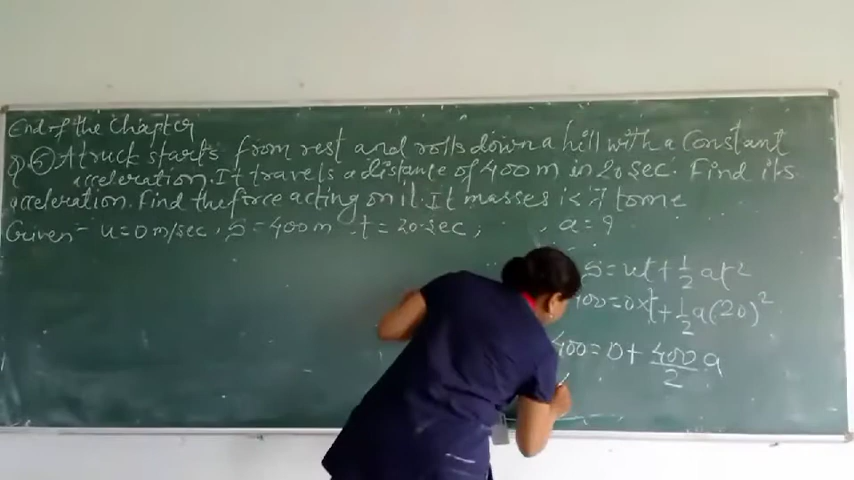 End of the Chapter
Q.5 A truck starts from rest and rolls down a hill with a Constant
acceleration. It travels a distance of 400 m in 20 sec. Find its
acceleration. Find the force acting on it. It masses is 7 tonne
Given - u = 0 m/sec, S = 400 m t = 20 sec, a = ?
S = ut + 1/2 at²
400 = 0×t + 1/2 a(20)²
400 = 0 + 400/2 a